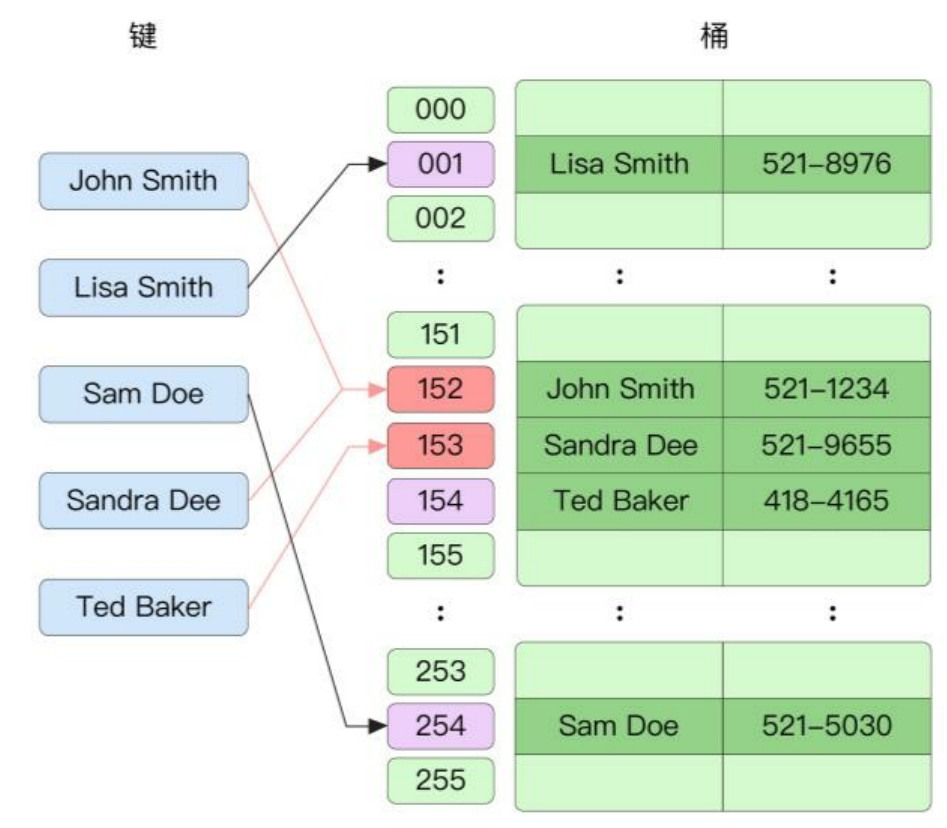 键
桶
John Smith
Lisa Smith
Sam Doe
Sandra Dee
Ted Baker
000
001 Lisa Smith 521–8976
002
: : :
151
152 John Smith 521–1234
153 Sandra Dee 521–9655
154 Ted Baker 418–4165
155
: : :
253
254 Sam Doe 521–5030
255